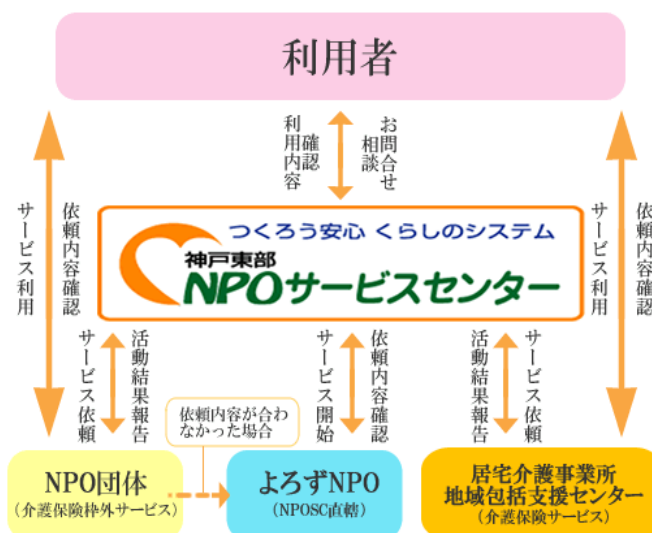 利用者
利用内容
確認
お問合せ
相談
サービス利用
依頼内容確認
つくろう安心 くらしのシステム
神戸東部
NPOサービスセンター
サービス利用
依頼内容確認
サービス依頼
活動結果報告
サービス開始
依頼内容確認
活動結果報告
サービス依頼
依頼内容が合わ
なかった場合
NPO団体
（介護保険枠外サービス）
よろずNPO
（NPOSC直轄）
居宅介護事業所
地域包括支援センター
（介護保険サービス）